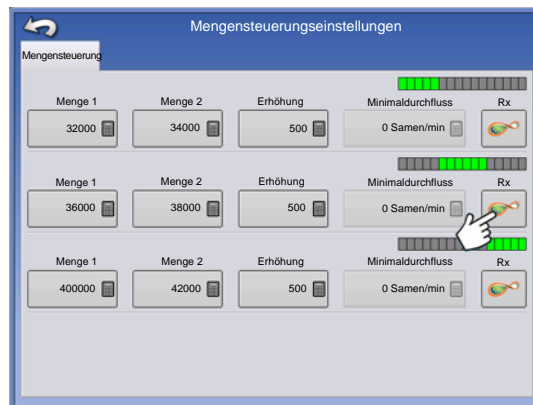 Mengensteuerungseinstellungen
Mengensteuerung
Menge 1 Menge 2 Erhöhung Minimaldurchfluss Rx
32000 34000 500 0 Samen/min
Menge 1 Menge 2 Erhöhung Minimaldurchfluss Rx
36000 38000 500 0 Samen/min
Menge 1 Menge 2 Erhöhung Minimaldurchfluss Rx
400000 42000 500 0 Samen/min